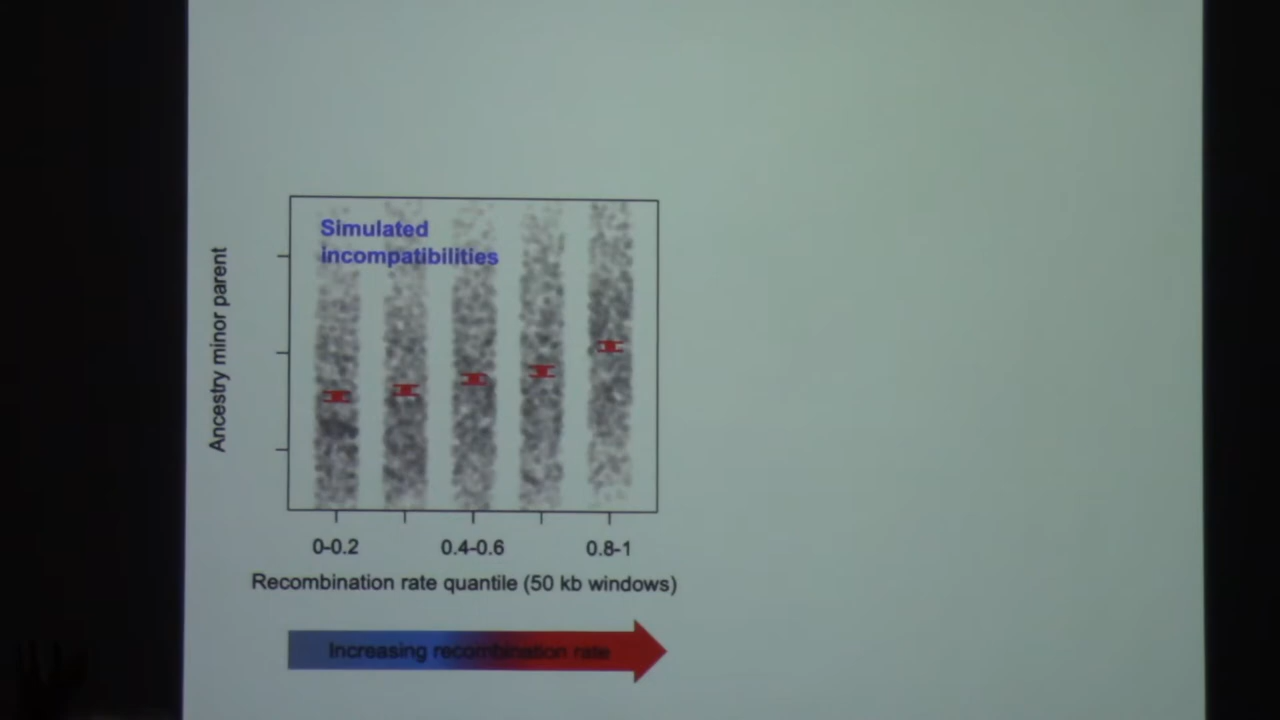 Simulated
incompatibilities
Ancestry minor parent
0-0.2
0.4-0.6
0.8-1
Recombination rate quantile (50 kb windows)
Increasing recombination rate